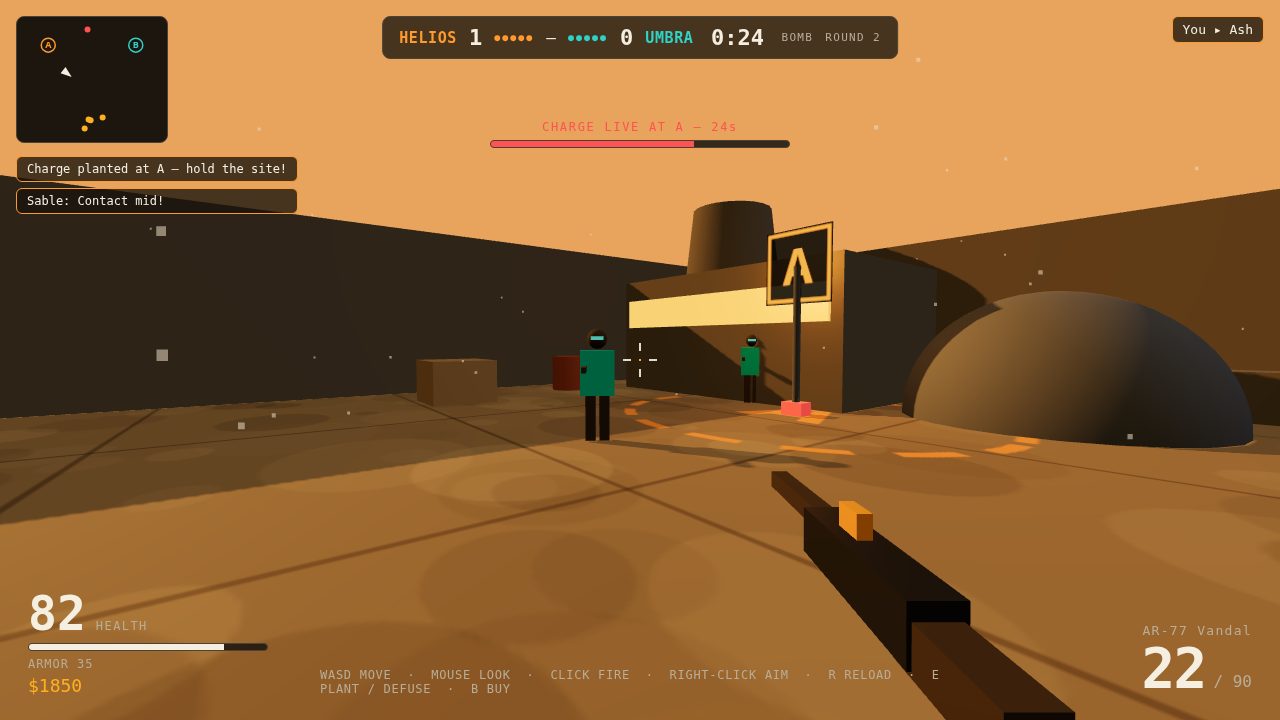 A B
HELIOS 1 ●●●●● — ●●●●● 0 UMBRA 0:24 BOMB ROUND 2
You ▸ Ash
CHARGE LIVE AT A — 24s
Charge planted at A — hold the site!
Sable: Contact mid!
A
82 HEALTH
ARMOR 35
$1850
WASD MOVE · MOUSE LOOK · CLICK FIRE · RIGHT-CLICK AIM · R RELOAD · E
PLANT / DEFUSE · B BUY
AR-77 Vandal
22 / 90